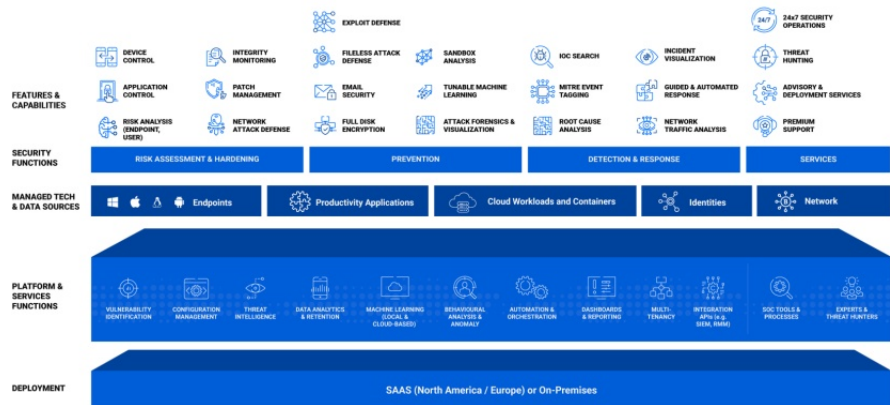 EXPLOIT DEFENSE
24/7
24x7 SECURITY
OPERATIONS
DEVICE
CONTROL
INTEGRITY
MONITORING
FILELESS ATTACK
DEFENSE
SANDBOX
ANALYSIS
IOC SEARCH
INCIDENT
VISUALIZATION
THREAT
HUNTING
FEATURES &
CAPABILITIES
APPLICATION
CONTROL
PATCH
MANAGEMENT
EMAIL
SECURITY
TUNABLE MACHINE
LEARNING
MITRE EVENT
TAGGING
GUIDED & AUTOMATED
RESPONSE
ADVISORY &
DEPLOYMENT SERVICES
RISK ANALYSIS
(ENDPOINT,
USER)
NETWORK
ATTACK DEFENSE
FULL DISK
ENCRYPTION
ATTACK FORENSICS &
VISUALIZATION
ROOT CAUSE
ANALYSIS
NETWORK
TRAFFIC ANALYSIS
PREMIUM
SUPPORT
SECURITY
FUNCTIONS
RISK ASSESSMENT & HARDENING
PREVENTION
DETECTION & RESPONSE
SERVICES
MANAGED TECH
& DATA SOURCES
Endpoints
Productivity Applications
Cloud Workloads and Containers
Identities
Network
PLATFORM &
SERVICES
FUNCTIONS
VULNERABILITY
IDENTIFICATION
CONFIGURATION
MANAGEMENT
THREAT
INTELLIGENCE
DATA ANALYTICS
& RETENTION
MACHINE LEARNING
(LOCAL &
CLOUD-BASED)
BEHAVIOURAL
ANALYSIS &
ANOMALY
AUTOMATION &
ORCHESTRATION
DASHBOARDS
& REPORTING
MULTI-
TENANCY
INTEGRATION
APIs (e.g.
SIEM, RMM)
SOC TOOLS &
PROCESSES
EXPERTS &
THREAT HUNTERS
DEPLOYMENT
SAAS (North America / Europe) or On-Premises